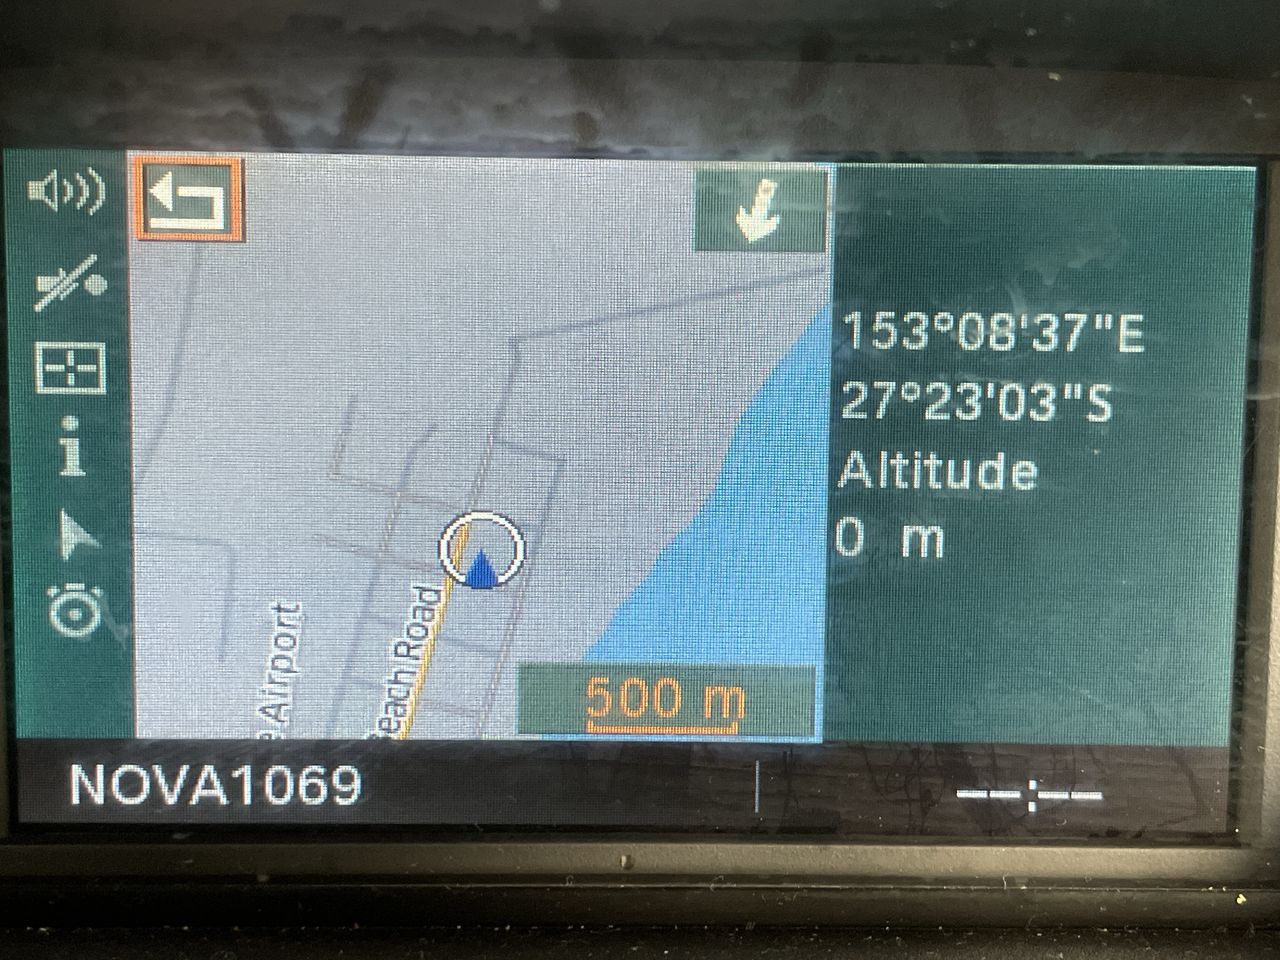 153°08'37"E
27°23'03"S
Altitude
0 m
Airport
Beach Road
500 m
NOVA1069
--:--